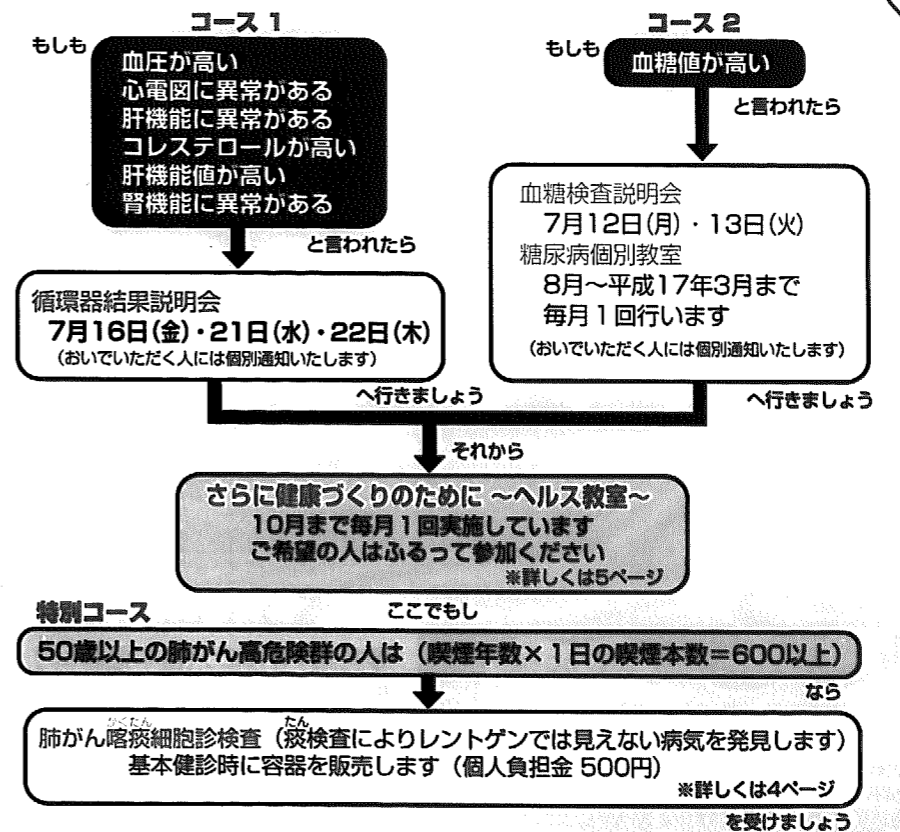 コース 1
もしも
血圧が高い
心電図に異常がある
肝機能に異常がある
コレステロールが高い
肝機能値が高い
腎機能に異常がある
と言われたら
循環器結果説明会
7月16日(金)・21日(水)・22日(木)
(おいでいただく人には個別通知いたします)
へ行きましょう
コース 2
もしも
血糖値が高い
と言われたら
血糖検査説明会
7月12日(月)・13日(火)
糖尿病個別教室
8月~平成17年3月まで
毎月1回行います
(おいでいただく人には個別通知いたします)
へ行きましょう
それから
さらに健康づくりのために ~ヘルス教室~
10月まで毎月1回実施しています
ご希望の人はふるって参加ください
※詳しくは5ページ
特別コース
ここでもし
50歳以上の肺がん高危険群の人は(喫煙年数×1日の喫煙本数=600以上)
なら
かくたん
たん
肺がん喀痰細胞診検査(痰検査によりレントゲンでは見えない病気を発見します)
基本健診時に容器を販売します(個人負担金 500円)
※詳しくは4ページ
を受けましょう